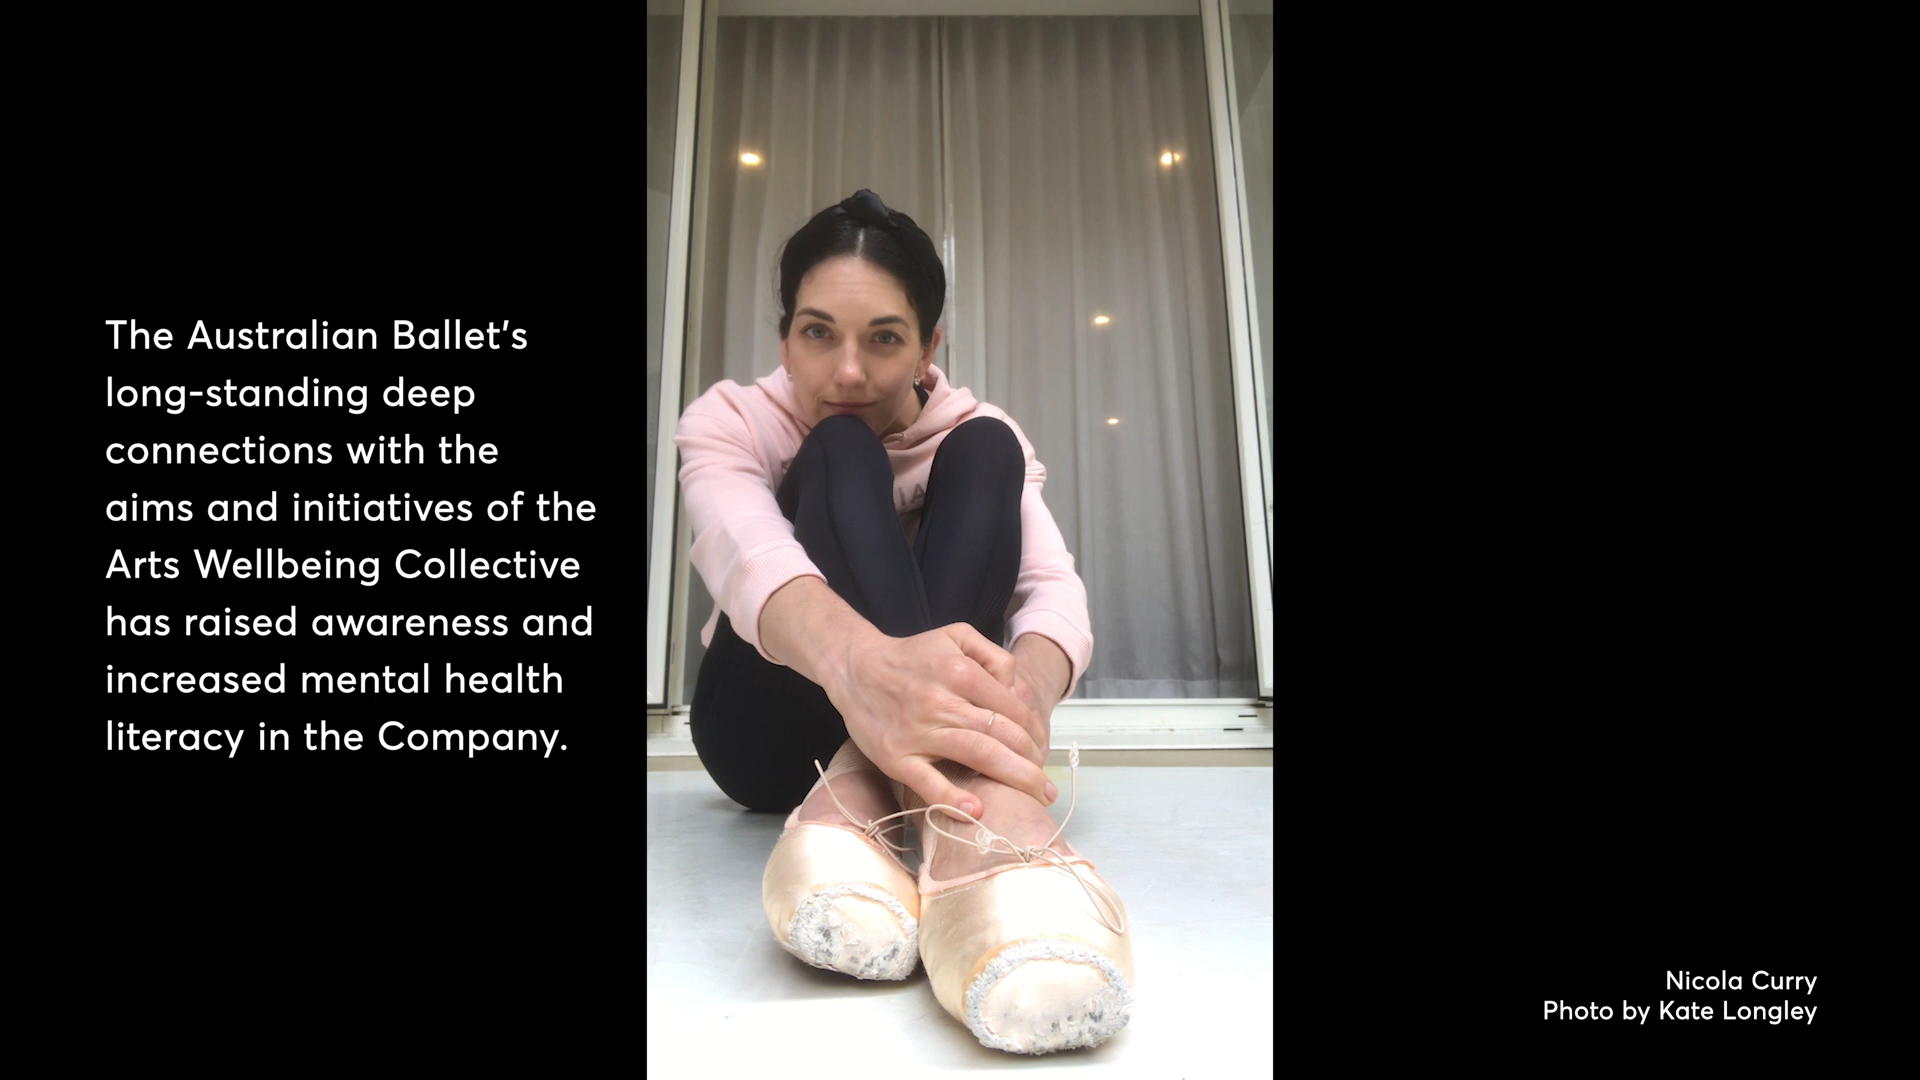 The Australian Ballet's
long-standing deep
connections with the
aims and initiatives of the
Arts Wellbeing Collective
has raised awareness and
increased mental health
literacy in the Company.
Nicola Curry
Photo by Kate Longley